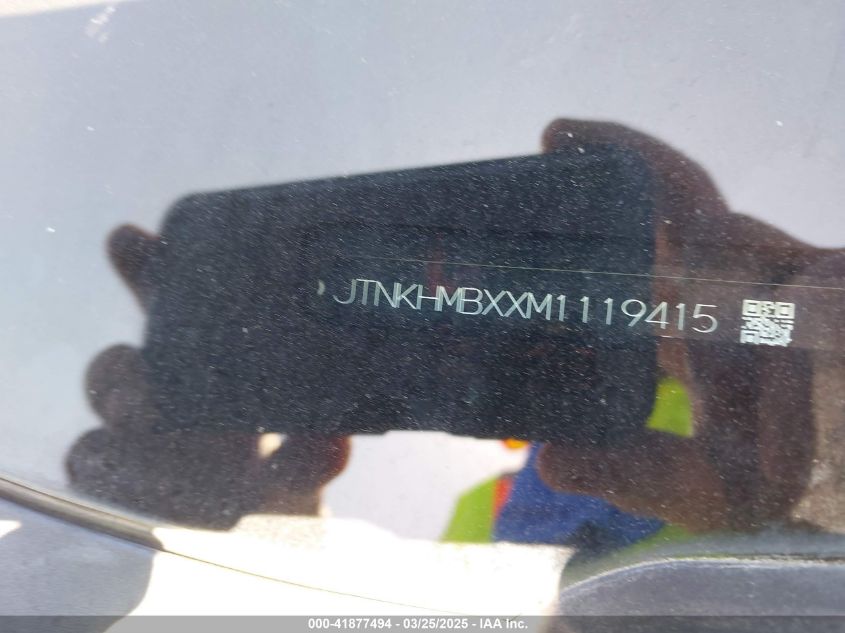 JTNKHMBXXM1119415
000-41877494 - 03/25/2025 - IAA Inc.